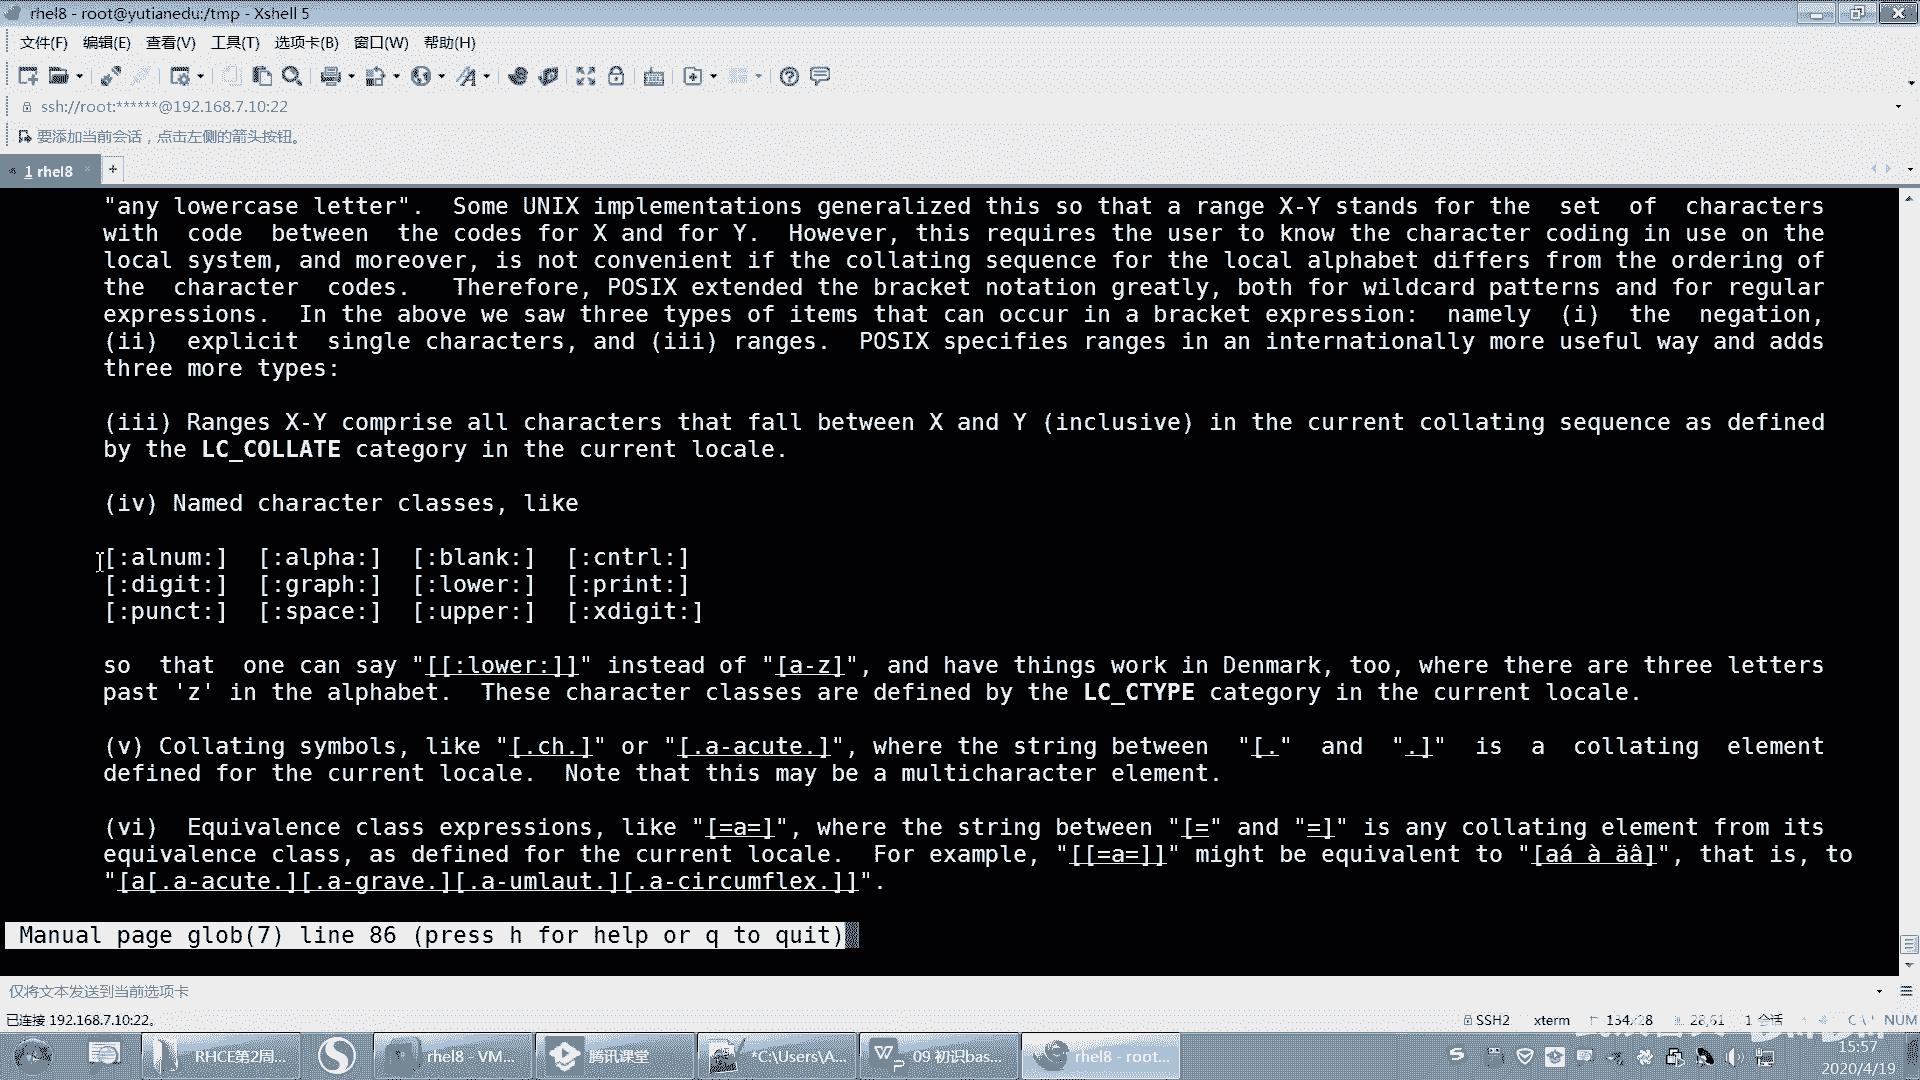 rhel8 - root@yutianedu:/tmp - Xshell 5
文件(F) 编辑(E) 查看(V) 工具(T) 选项卡(B) 窗口(W) 帮助(H)
ssh://root:******@192.168.7.10:22
要添加当前会话，点击左侧的箭头按钮。
1 rhel8
"any lowercase letter".  Some UNIX implementations generalized this so that a range X-Y stands for the  set  of  characters
with  code  between  the codes for X and for Y.  However, this requires the user to know the character coding in use on the
local system, and moreover, is not convenient if the collating sequence for the local alphabet differs from the ordering of
the  character  codes.   Therefore, POSIX extended the bracket notation greatly, both for wildcard patterns and for regular
expressions.  In the above we saw three types of items that can occur in a bracket expression:  namely  (i)  the  negation,
(ii)  explicit  single characters, and (iii) ranges.  POSIX specifies ranges in an internationally more useful way and adds
three more types:
(iii) Ranges X-Y comprise all characters that fall between X and Y (inclusive) in the current collating sequence as defined
by the LC_COLLATE category in the current locale.
(iv) Named character classes, like
[:alnum:]  [:alpha:]  [:blank:]  [:cntrl:]
[:digit:]  [:graph:]  [:lower:]  [:print:]
[:punct:]  [:space:]  [:upper:]  [:xdigit:]
so  that  one can say "[[:lower:]]" instead of "[a-z]", and have things work in Denmark, too, where there are three letters
past 'z' in the alphabet.  These character classes are defined by the LC_CTYPE category in the current locale.
(v) Collating symbols, like "[.ch.]" or "[.a-acute.]", where the string between  "[."  and  ".]"  is  a  collating  element
defined for the current locale.  Note that this may be a multicharacter element.
(vi)  Equivalence class expressions, like "[=a=]", where the string between "[=" and "=]" is any collating element from its
equivalence class, as defined for the current locale.  For example, "[[=a=]]" might be equivalent to "[aá à äâ]", that is, to
"[a[.a-acute.][.a-grave.][.a-umlaut.][.a-circumflex.]]".
Manual page glob(7) line 86 (press h for help or q to quit)
仅将文本发送到当前选项卡
已连接 192.168.7.10:22。 SSH2 xterm 134x28 28,61 1 会话 NUM
RHCE第2周... rhel8 - VM... 腾讯课堂 *C:\Users\A... 09 初识bas... rhel8 - root... 15:57
2020/4/19